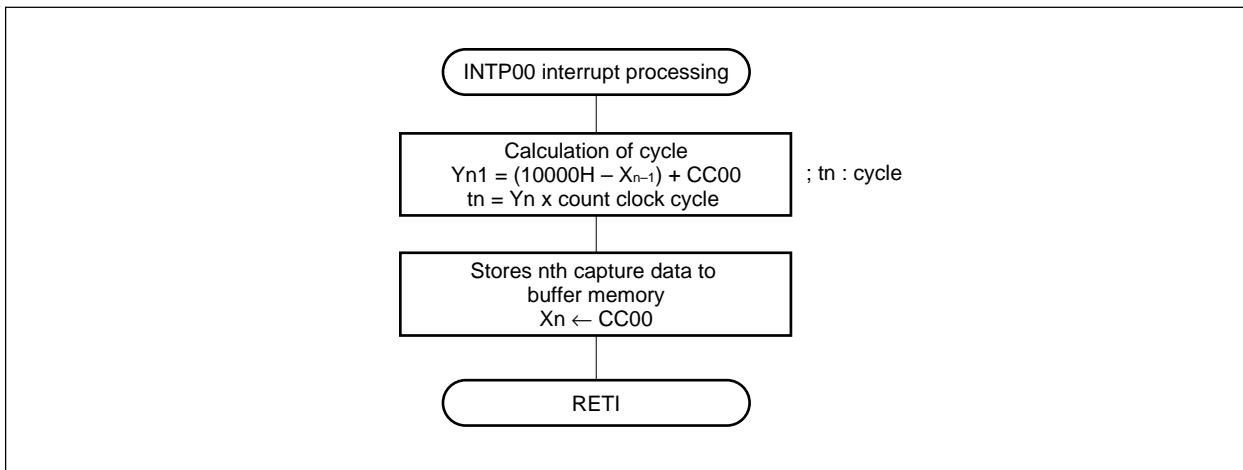 INTP00 interrupt processing
Calculation of cycle
Yn1 = (10000H – Xn–1) + CC00
tn = Yn x count clock cycle
; tn : cycle
Stores nth capture data to
buffer memory
Xn ← CC00
RETI